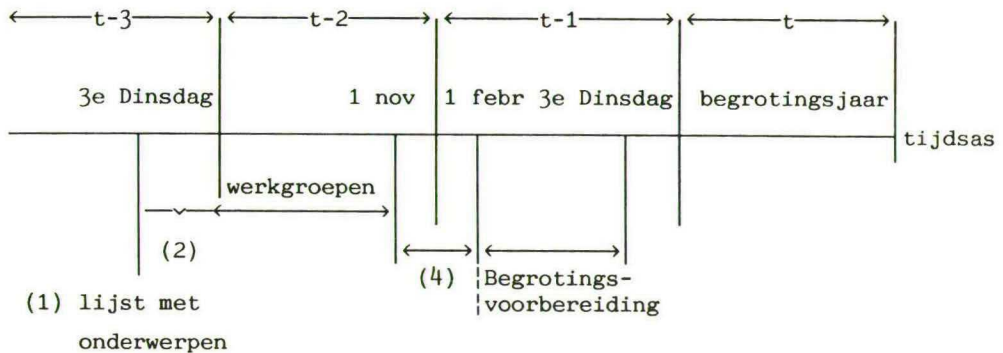 t-3 t-2 t-1 t
3e Dinsdag 1 nov 1 febr 3e Dinsdag begrotingsjaar
tijdsas
werkgroepen
(2)
(4) Begrotings-
voorbereiding
(1) lijst met
onderwerpen